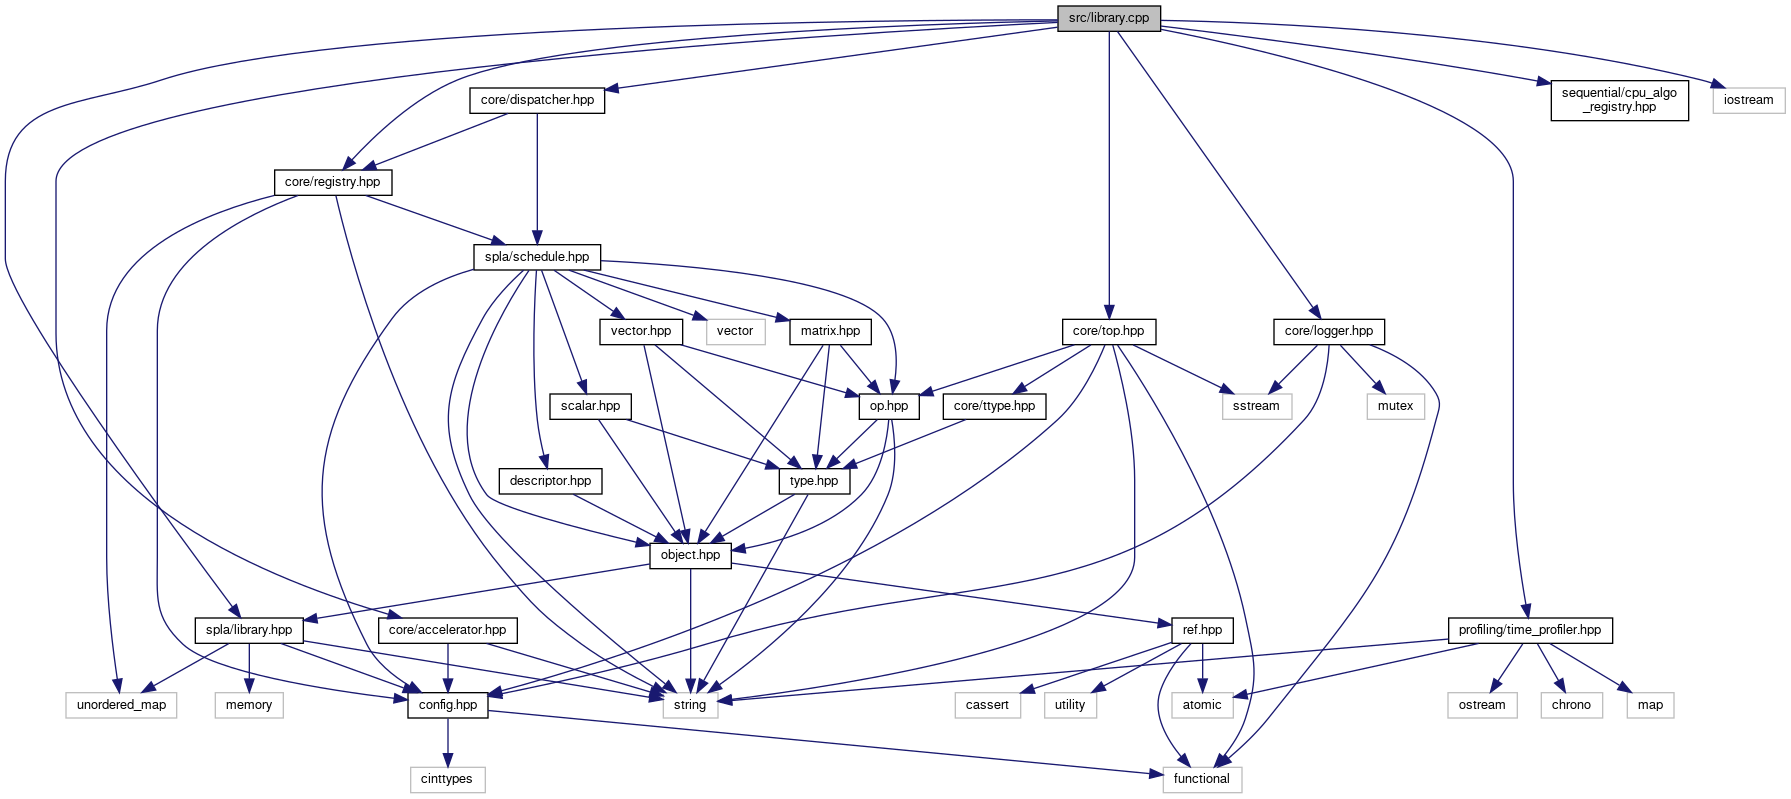 src/library.cpp
core/dispatcher.hpp
sequential/cpu_algo
_registry.hpp
iostream
core/registry.hpp
spla/schedule.hpp
vector.hpp
vector
matrix.hpp
core/top.hpp
core/logger.hpp
scalar.hpp
op.hpp
core/ttype.hpp
sstream
mutex
descriptor.hpp
type.hpp
object.hpp
spla/library.hpp
core/accelerator.hpp
ref.hpp
profiling/time_profiler.hpp
unordered_map
memory
config.hpp
string
cassert
utility
atomic
ostream
chrono
map
cinttypes
functional